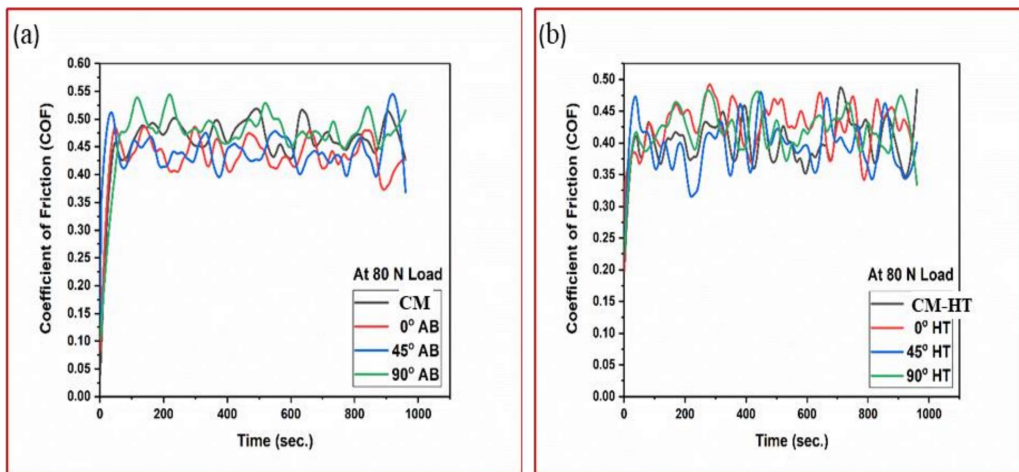 (a)
0.60
0.55
0.50
0.45
0.40
0.35
0.30
0.25
0.20
0.15
0.10
0.05
0.00
Coefficient of Friction (COF)
At 80 N Load
CM
0° AB
45° AB
90° AB
0 200 400 600 800 1000
Time (sec.)
(b)
0.50
0.45
0.40
0.35
0.30
0.25
0.20
0.15
0.10
0.05
0.00
Coefficient of Friction (COF)
At 80 N Load
CM-HT
0° HT
45° HT
90° HT
0 200 400 600 800 1000
Time (sec.)